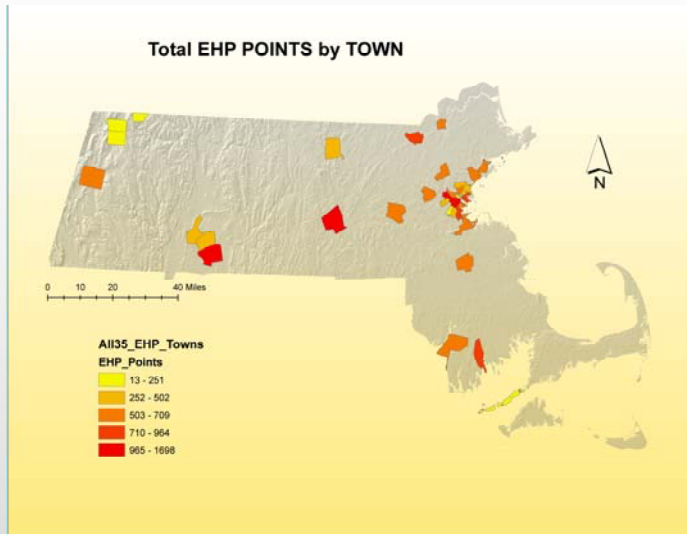 Total EHP POINTS by TOWN
N
0 10 20 40 Miles
All35_EHP_Towns
EHP_Points
13 - 251
252 - 502
503 - 709
710 - 964
965 - 1698